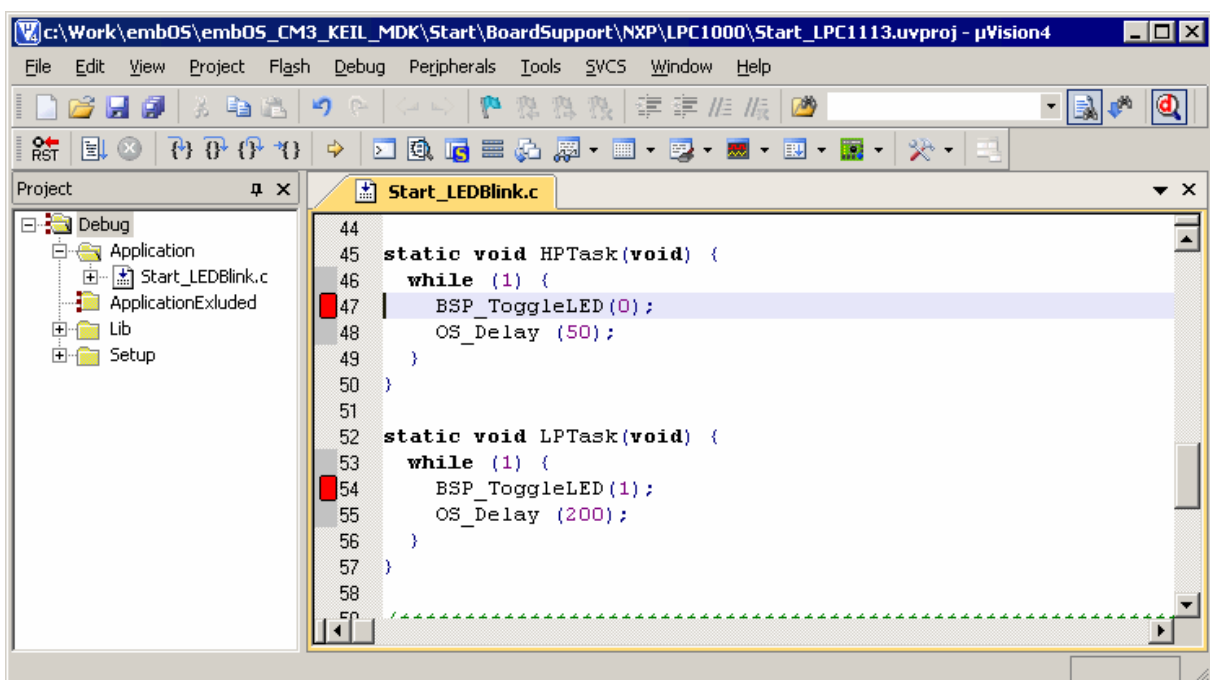 c:\Work\embOS\embOS_CM3_KEIL_MDK\Start\BoardSupport\NXP\LPC1000\Start_LPC1113.uvproj - µVision4
File Edit View Project Flash Debug Peripherals Tools SVCS Window Help
RST
Project
Start_LEDBlink.c
Debug
Application
Start_LEDBlink.c
ApplicationExluded
Lib
Setup
44
45 static void HPTask(void) {
46 while (1) {
47 BSP_ToggleLED(0);
48 OS_Delay (50);
49 }
50 }
51
52 static void LPTask(void) {
53 while (1) {
54 BSP_ToggleLED(1);
55 OS_Delay (200);
56 }
57 }
58